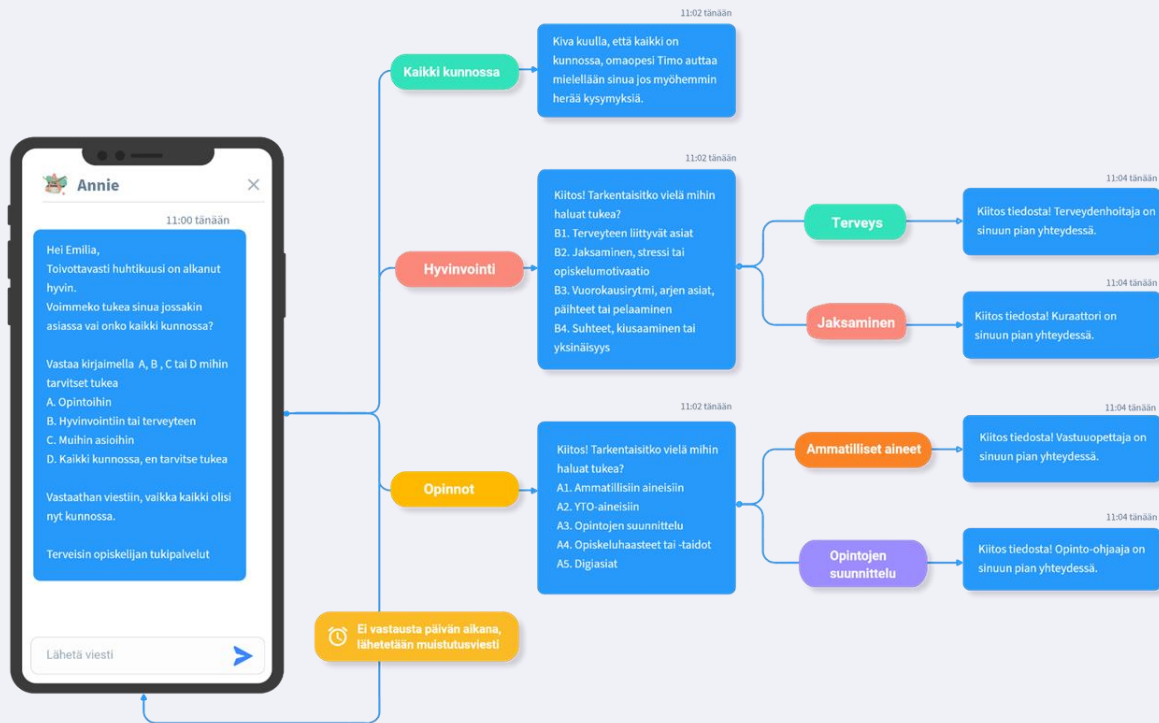 Annie
11:00 tänään
Hei Emilia,
Toivottavasti huhtikuusi on alkanut
hyvin.
Voimmeko tukea sinua jossakin
asiassa vai onko kaikki kunnossa?
Vastaa kirjaimella A, B , C tai D mihin
tarvitset tukea
A. Opintoihin
B. Hyvinvointiin tai terveyteen
C. Muihin asioihin
D. Kaikki kunnossa, en tarvitse tukea
Vastaathan viestiin, vaikka kaikki olisi
nyt kunnossa.
Terveisin opiskelijan tukipalvelut
Lähetä viesti
Kaikki kunnossa
11:02 tänään
Kiva kuulla, että kaikki on
kunnossa, omaopesi Timo auttaa
mielellään sinua jos myöhemmin
herää kysymyksiä.
Hyvinvointi
11:02 tänään
Kiitos! Tarkentaisitko vielä mihin
haluat tukea?
B1. Terveyteen liittyvät asiat
B2. Jaksaminen, stressi tai
opiskelumotivaatio
B3. Vuorokausirytmi, arjen asiat,
päihteet tai pelaaminen
B4. Suhteet, kiusaaminen tai
yksinäisyys
Terveys
11:04 tänään
Kiitos tiedosta! Terveydenhoitaja on
sinuun pian yhteydessä.
Jaksaminen
11:04 tänään
Kiitos tiedosta! Kuraattori on
sinuun pian yhteydessä.
Opinnot
11:02 tänään
Kiitos! Tarkentaisitko vielä mihin
haluat tukea?
A1. Ammatillisiin aineisiin
A2. YTO-aineisiin
A3. Opintojen suunnittelu
A4. Opiskeluhaasteet tai -taidot
A5. Digiasiat
Ammatilliset aineet
11:04 tänään
Kiitos tiedosta! Vastuuopettaja on
sinuun pian yhteydessä.
Opintojen
suunnittelu
11:04 tänään
Kiitos tiedosta! Opinto-ohjaaja on
sinuun pian yhteydessä.
Ei vastausta päivän aikana,
lähetetään muistutusviesti